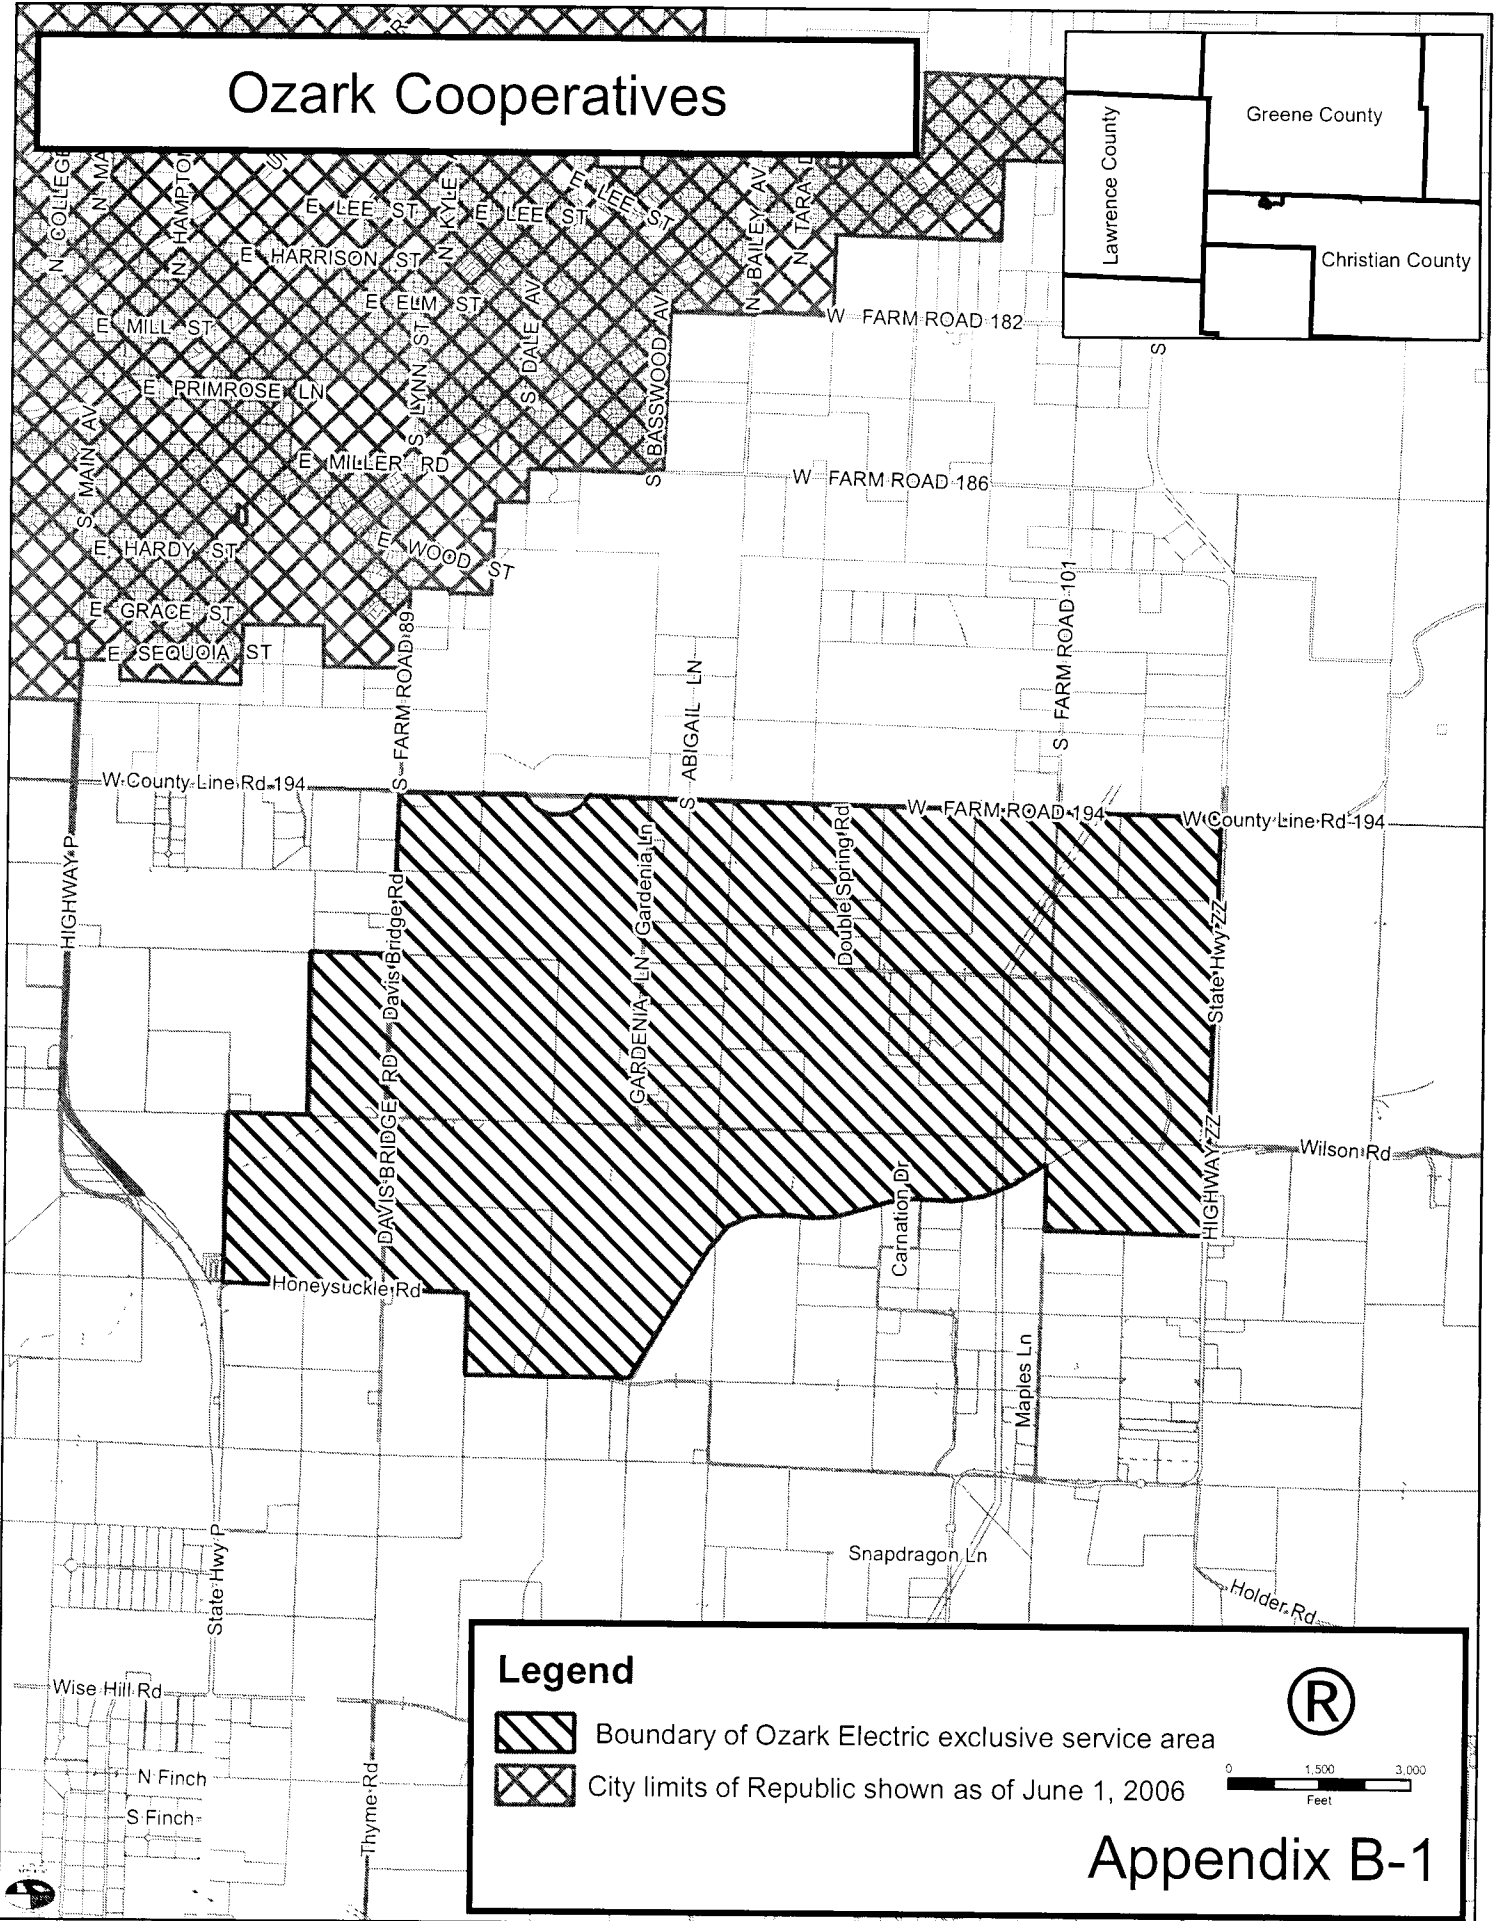 Ozark Cooperatives
Greene County
Lawrence County
Christian County
N COLLEGE
N MA
N HAMPTON
E LEE ST
N KYLE
E LEE ST
E LEE ST
N BAILEY AV
N TARA D
E HARRISON ST
E ELM ST
E MILL ST
S LYNN ST
S DALE AV
S BASSWOOD AV
W FARM ROAD 182
S
E PRIMROSE LN
S MAIN AV
E MILLER RD
W FARM ROAD 186
E HARDY ST
E WOOD ST
E GRACE ST
E SEQUOIA ST
S FARM ROAD 89
S ABIGAIL LN
S FARM ROAD 101
W County Line Rd 194
W FARM ROAD 194
W County Line Rd 194
HIGHWAY P
Davis Bridge Rd
Gardenia Ln
Double Spring Rd
State Hwy ZZ
GARDENIA LN
DAVIS BRIDGE RD
HIGHWAY ZZ
Wilson Rd
Carnation Dr
Honeysuckle Rd
Maples Ln
State Hwy P
Snapdragon Ln
Holder Rd
Wise Hill Rd
N Finch
S Finch
Thyme Rd
Legend
®
Boundary of Ozark Electric exclusive service area
City limits of Republic shown as of June 1, 2006
0 1,500 3,000
Feet
Appendix B-1